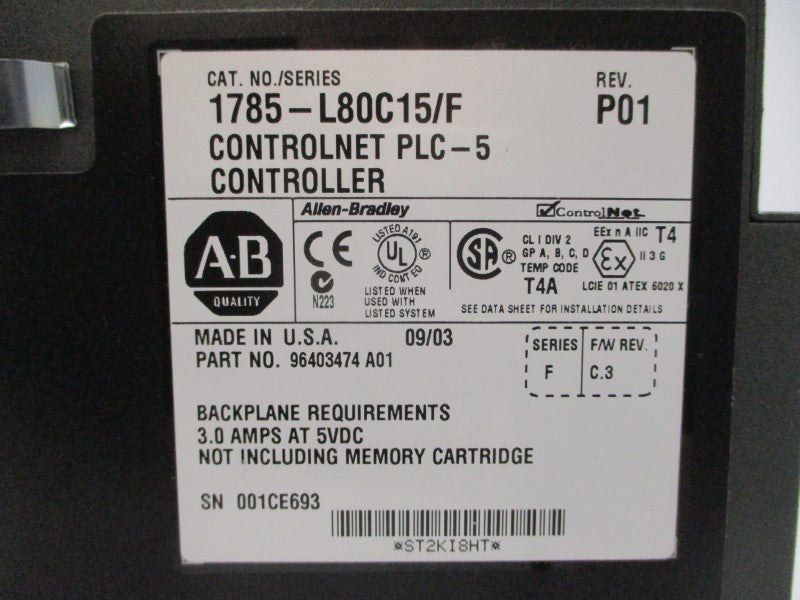 CAT. NO./SERIES
REV.
1785-L80C15/F
P01
CONTROLNET PLC-5
CONTROLLER
Allen-Bradley
ControlNet
A·B
QUALITY
CE
N223
LISTED A191
UL ®
IND CONT EQ
LISTED WHEN
USED WITH
LISTED SYSTEM
SA ®
CL I DIV 2
GP A, B, C, D
TEMP CODE
T4A
EEx n A IIC T4
Ex II 3 G
LCIE 01 ATEX 6020 X
SEE DATA SHEET FOR INSTALLATION DETAILS
MADE IN U.S.A. 09/03
PART NO. 96403474 A01
SERIES F/W REV.
F C.3
BACKPLANE REQUIREMENTS
3.0 AMPS AT 5VDC
NOT INCLUDING MEMORY CARTRIDGE
SN 001CE693
*ST2KI8HT*